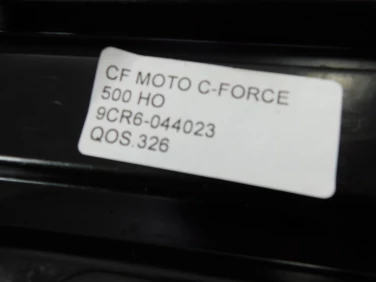 CF MOTO C-FORCE
500 HO
9CR6-044023
QOS.326